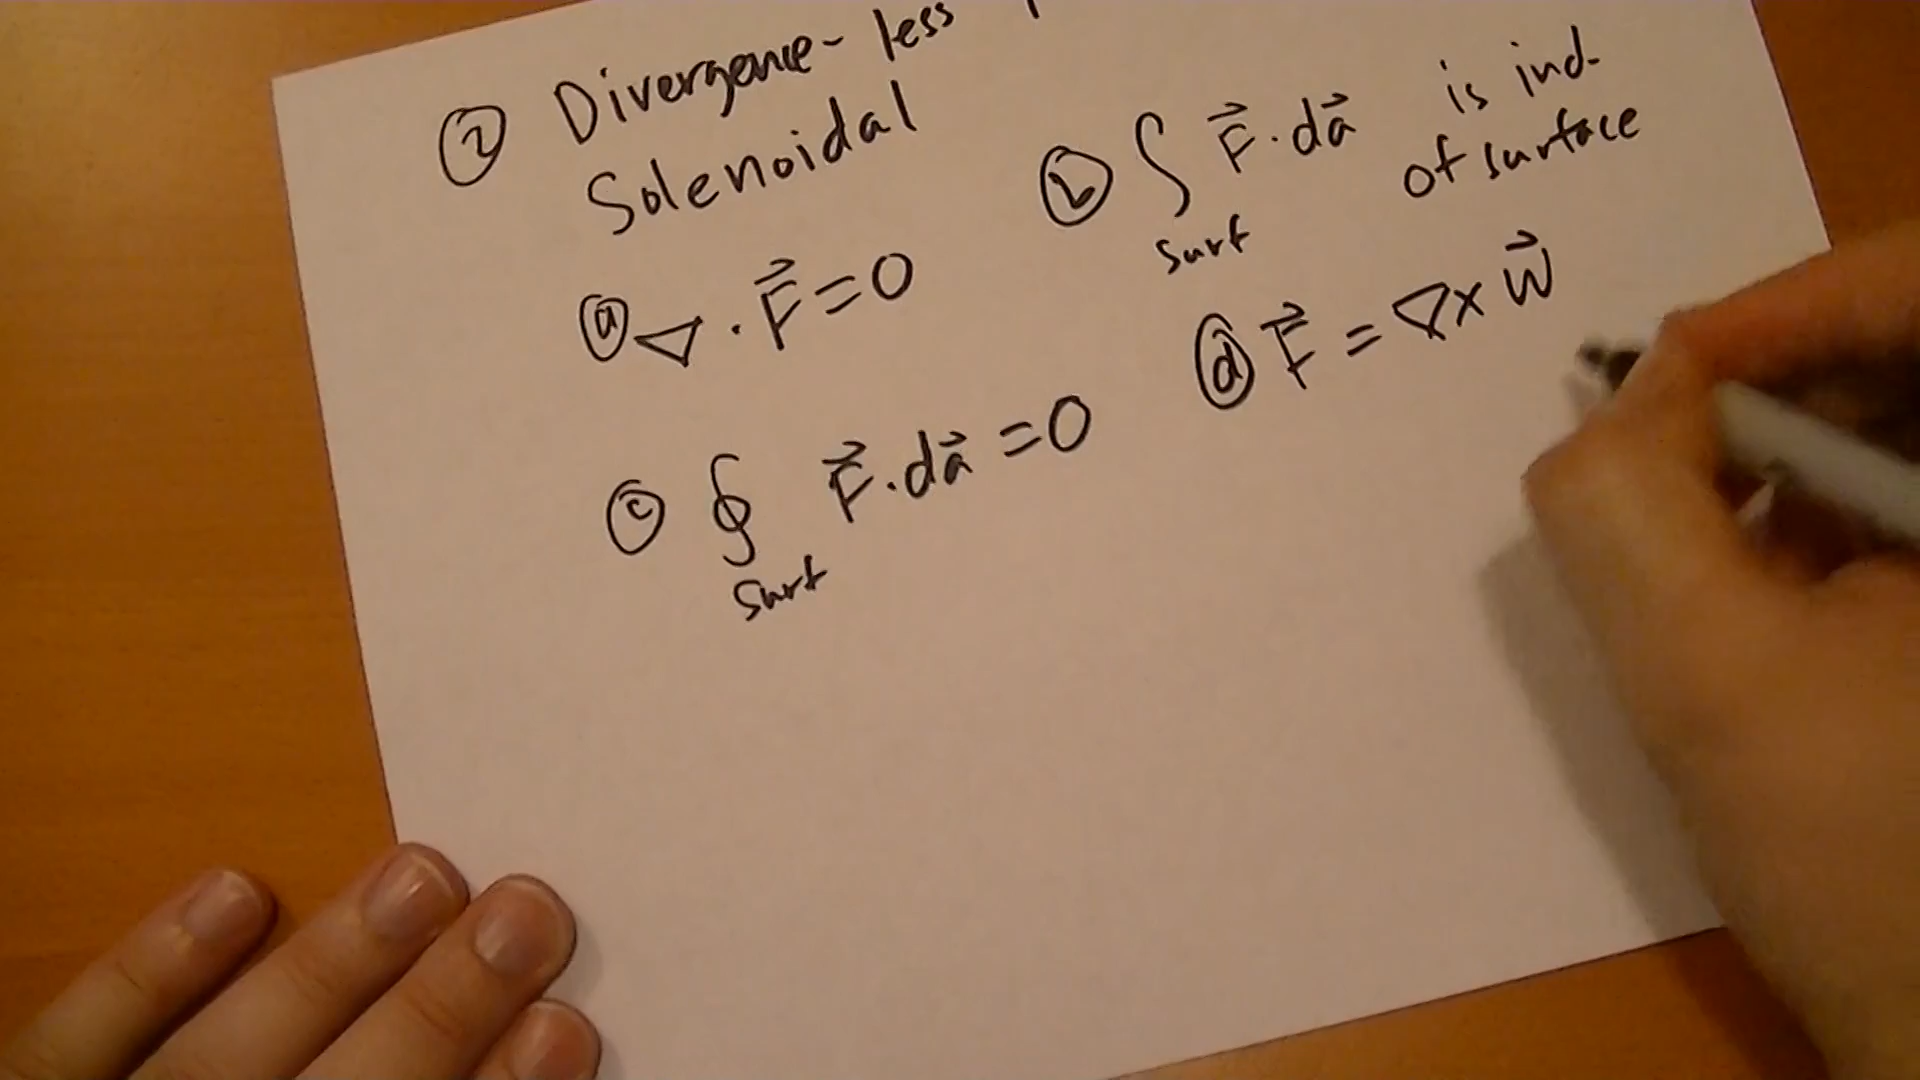 ② Divergence-less
Solenoidal
ⓐ ∇ · F⃗ = 0
ⓑ ∫ F⃗ · da⃗ is ind.
surf of surface
ⓒ ∮ F⃗ · da⃗ = 0
surf
ⓓ F⃗ = ∇ × W⃗